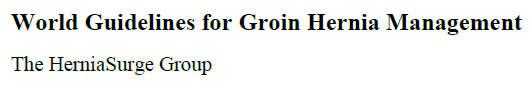 World Guidelines for Groin Hernia Management
The HerniaSurge Group